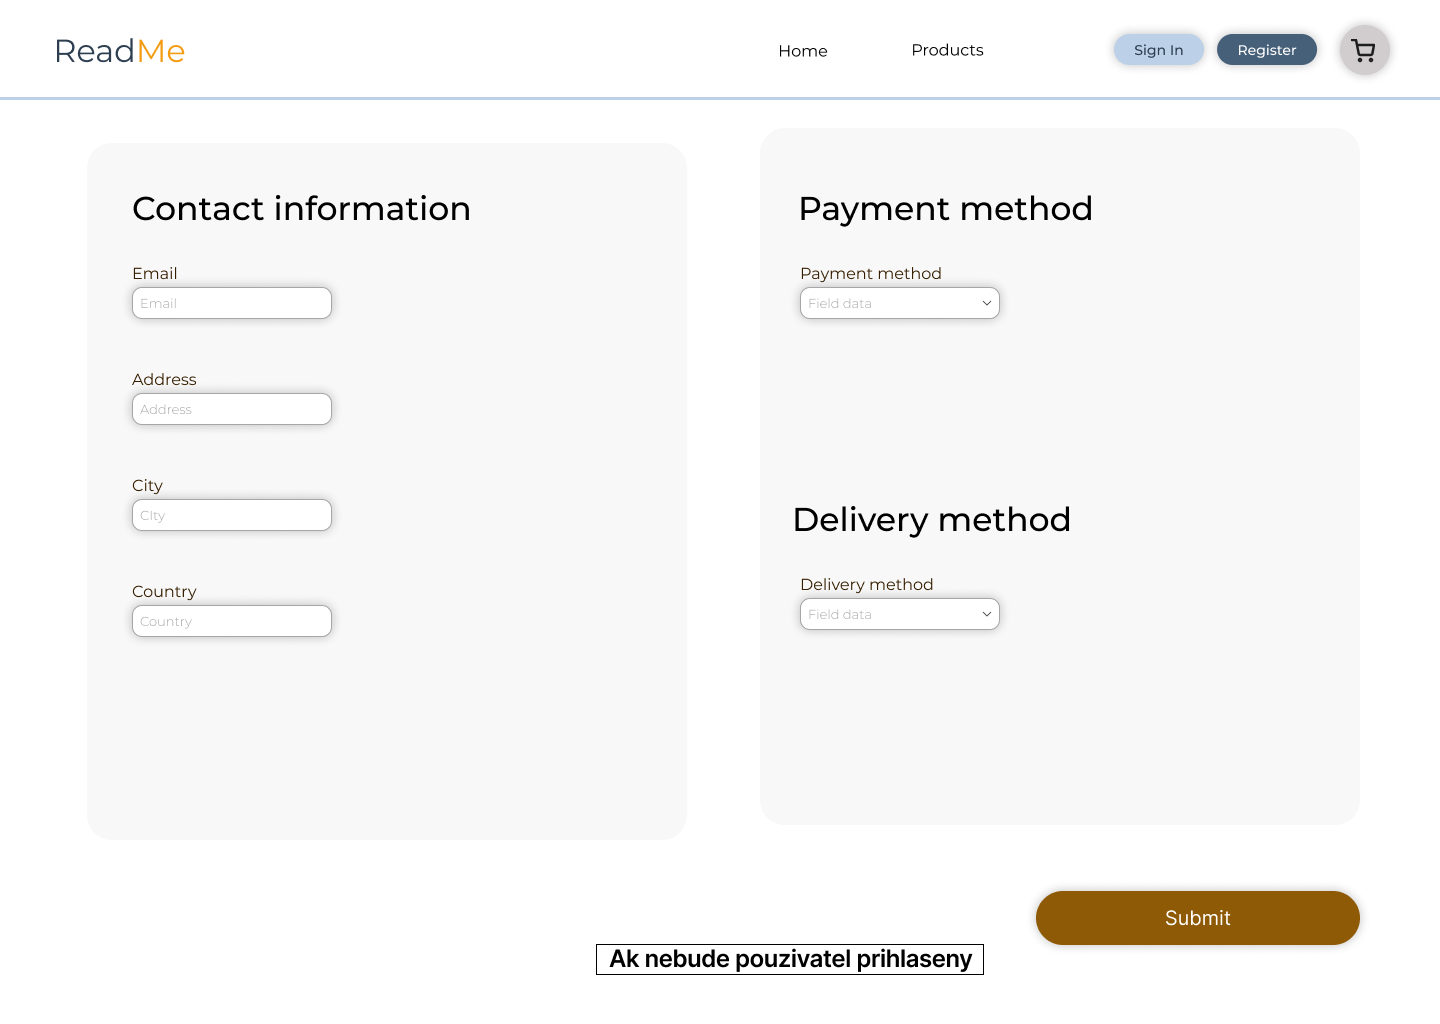 ReadMe
Home
Products
Sign In
Register
Contact information
Email
Email
Address
Address
City
CIty
Country
Country
Payment method
Payment method
Field data
Delivery method
Delivery method
Field data
Submit
Ak nebude pouzivatel prihlaseny